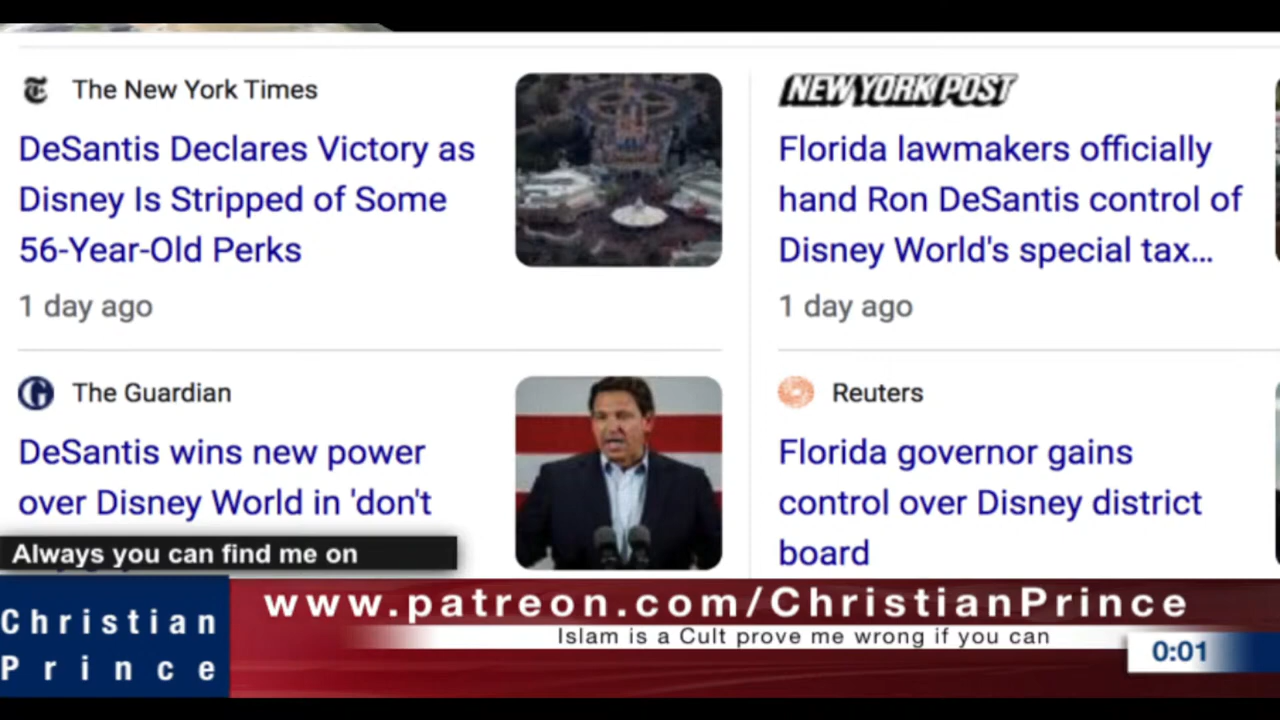 The New York Times
DeSantis Declares Victory as
Disney Is Stripped of Some
56-Year-Old Perks
1 day ago
NEW YORK POST
Florida lawmakers officially
hand Ron DeSantis control of
Disney World's special tax...
1 day ago
The Guardian
DeSantis wins new power
over Disney World in 'don't
Reuters
Florida governor gains
control over Disney district
board
Always you can find me on
Christian
Prince
www.patreon.com/ChristianPrince
Islam is a Cult prove me wrong if you can
0:01